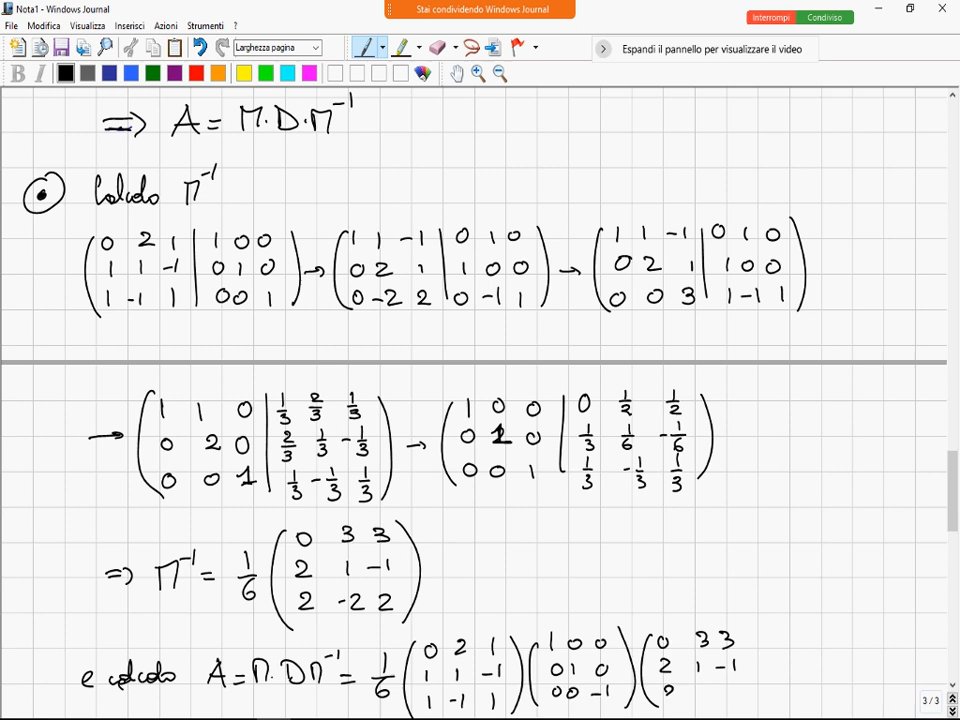 Nota1 - Windows Journal
Stai condividendo Windows Journal
Interrompi Condiviso
File Modifica Visualizza Inserisci Azioni Strumenti ?
Larghezza pagina
Espandi il pannello per visualizzare il video
B I
⟹ A = M·D·M⁻¹
• Calcolo M⁻¹
( 0 2 1 | 1 0 0 ) → ( 1 1 -1 | 0 1 0 ) → ( 1 1 -1 | 0 1 0 )
( 1 1 -1 | 0 1 0 ) ( 0 2 1 | 1 0 0 ) ( 0 2 1 | 1 0 0 )
( 1 -1 1 | 0 0 1 ) ( 0 -2 2 | 0 -1 1 ) ( 0 0 3 | 1 -1 1 )
→ ( 1 1 0 | 1/3 2/3 1/3 ) → ( 1 0 0 | 0 1/2 1/2 )
( 0 2 0 | 2/3 1/3 -1/3 ) ( 0 1 0 | 1/3 1/6 -1/6 )
( 0 0 1 | 1/3 -1/3 1/3 ) ( 0 0 1 | 1/3 -1/3 1/3 )
⟹ M⁻¹ = 1/6 ( 0 3 3 )
( 2 1 -1 )
( 2 -2 2 )
e calcolo A = M·DM⁻¹ = 1/6 ( 0 2 1 ) ( 1 0 0 ) ( 0 3 3
( 1 1 -1 ) ( 0 1 0 ) ( 2 1 -1
( 1 -1 1 ) ( 0 0 -1 ) (
3 / 3